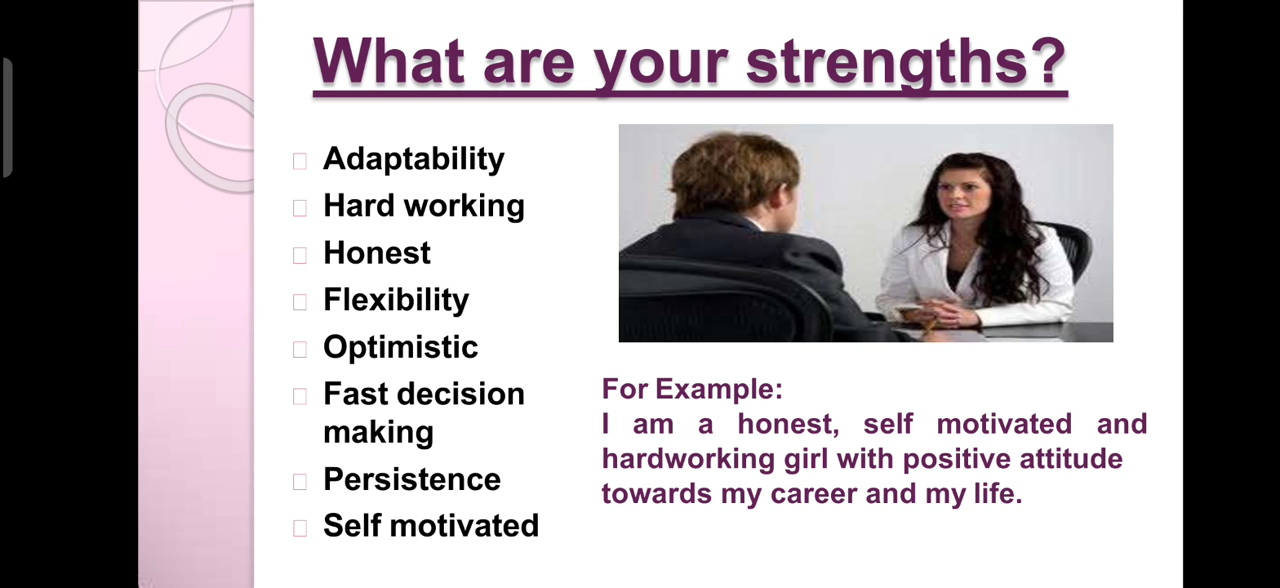 What are your strengths?
Adaptability
Hard working
Honest
Flexibility
Optimistic
Fast decision
making
Persistence
Self motivated
For Example:
I am a honest, self motivated and
hardworking girl with positive attitude
towards my career and my life.